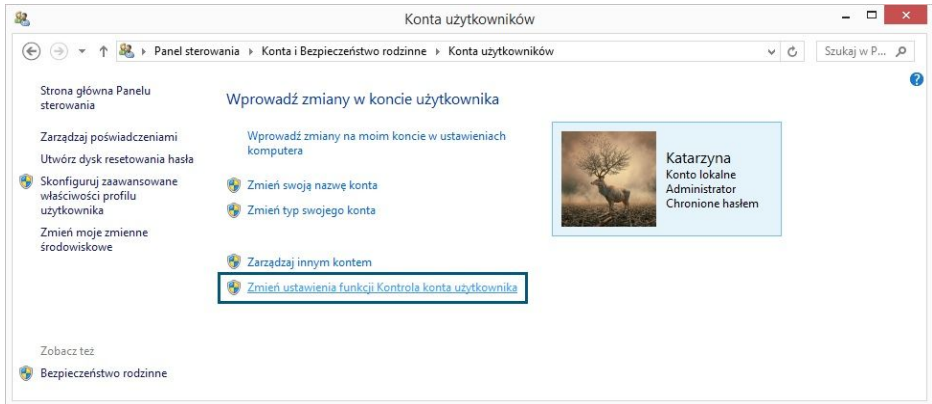 Konta użytkowników
Panel sterowania Konta i Bezpieczeństwo rodzinne Konta użytkowników
Szukaj w P...
Strona główna Panelu
sterowania
Zarządzaj poświadczeniami
Utwórz dysk resetowania hasła
Skonfiguruj zaawansowane
właściwości profilu
użytkownika
Zmień moje zmienne
środowiskowe
Zobacz też
Bezpieczeństwo rodzinne
Wprowadź zmiany w koncie użytkownika
Wprowadź zmiany na moim koncie w ustawieniach
komputera
Zmień swoją nazwę konta
Zmień typ swojego konta
Zarządzaj innym kontem
Zmień ustawienia funkcji Kontrola konta użytkownika
Katarzyna
Konto lokalne
Administrator
Chronione hasłem